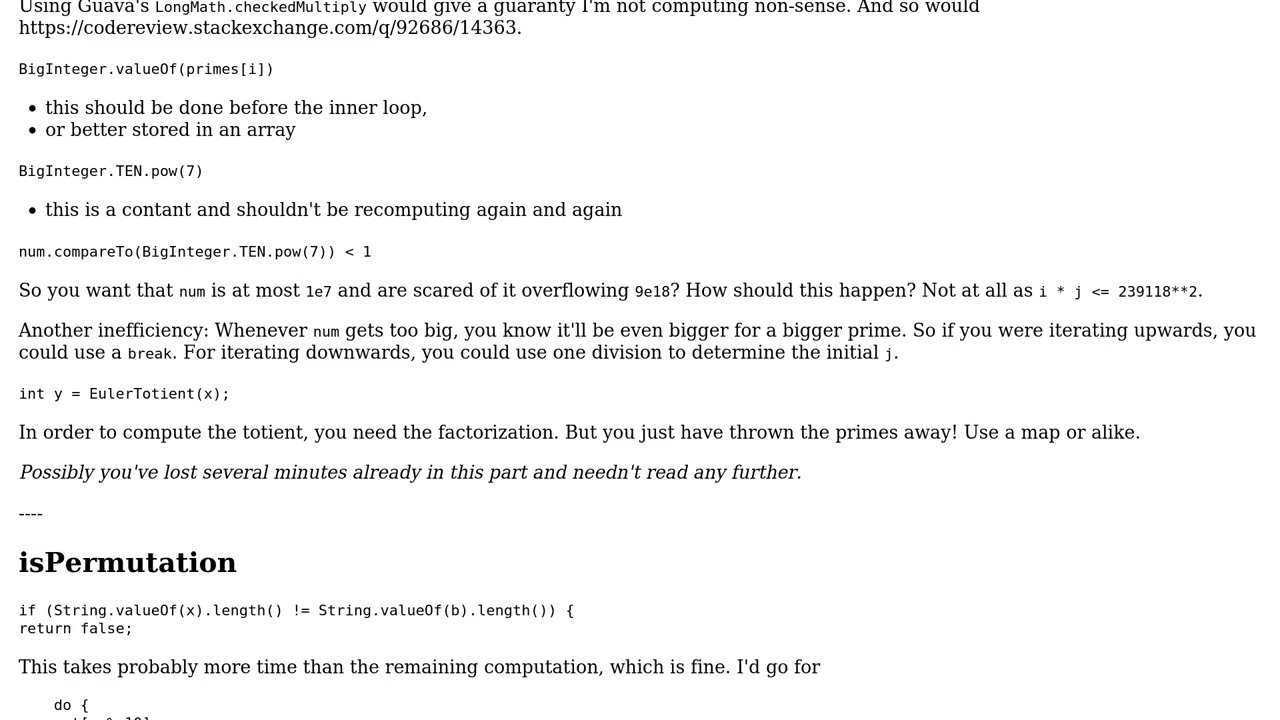 Using Guava's LongMath.checkedMultiply would give a guaranty I'm not computing non-sense. And so would
https://codereview.stackexchange.com/q/92686/14363.
BigInteger.valueOf(primes[i])
• this should be done before the inner loop,
• or better stored in an array
BigInteger.TEN.pow(7)
• this is a contant and shouldn't be recomputing again and again
num.compareTo(BigInteger.TEN.pow(7)) < 1
So you want that num is at most 1e7 and are scared of it overflowing 9e18? How should this happen? Not at all as i * j <= 239118**2.
Another inefficiency: Whenever num gets too big, you know it'll be even bigger for a bigger prime. So if you were iterating upwards, you
could use a break. For iterating downwards, you could use one division to determine the initial j.
int y = EulerTotient(x);
In order to compute the totient, you need the factorization. But you just have thrown the primes away! Use a map or alike.
Possibly you've lost several minutes already in this part and needn't read any further.
----
isPermutation
if (String.valueOf(x).length() != String.valueOf(b).length()) {
return false;
This takes probably more time than the remaining computation, which is fine. I'd go for
do {